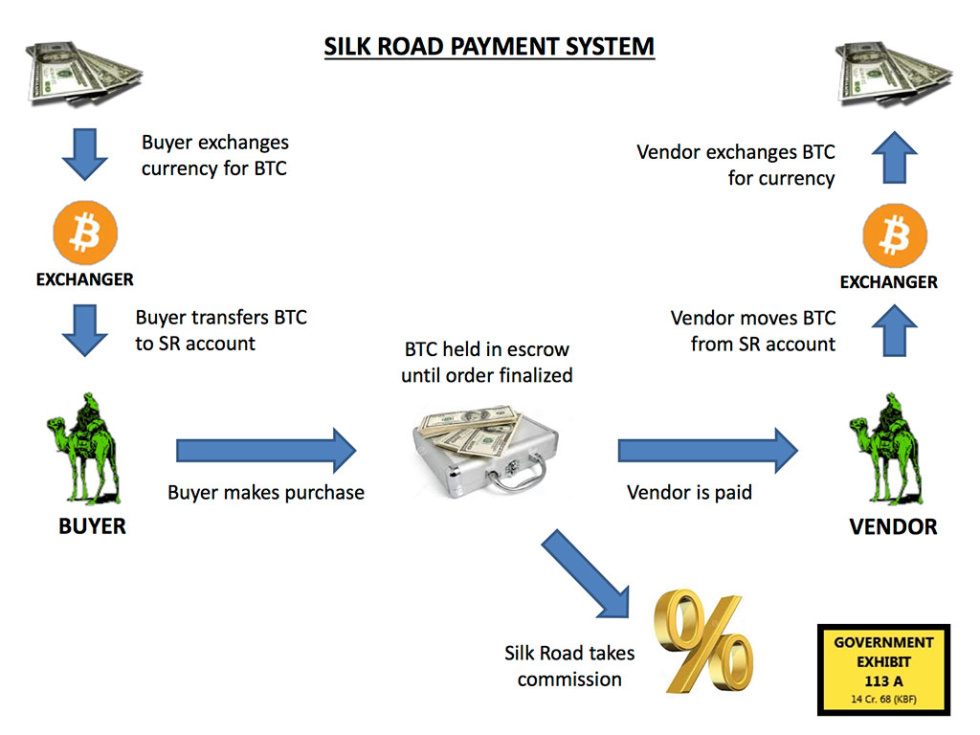 SILK ROAD PAYMENT SYSTEM
Buyer exchanges
currency for BTC
EXCHANGER
Buyer transfers BTC
to SR account
BUYER
Buyer makes purchase
BTC held in escrow
until order finalized
Silk Road takes
commission
Vendor is paid
VENDOR
Vendor moves BTC
from SR account
EXCHANGER
Vendor exchanges BTC
for currency
GOVERNMENT
EXHIBIT
113 A
14 Cr. 68 (KBF)